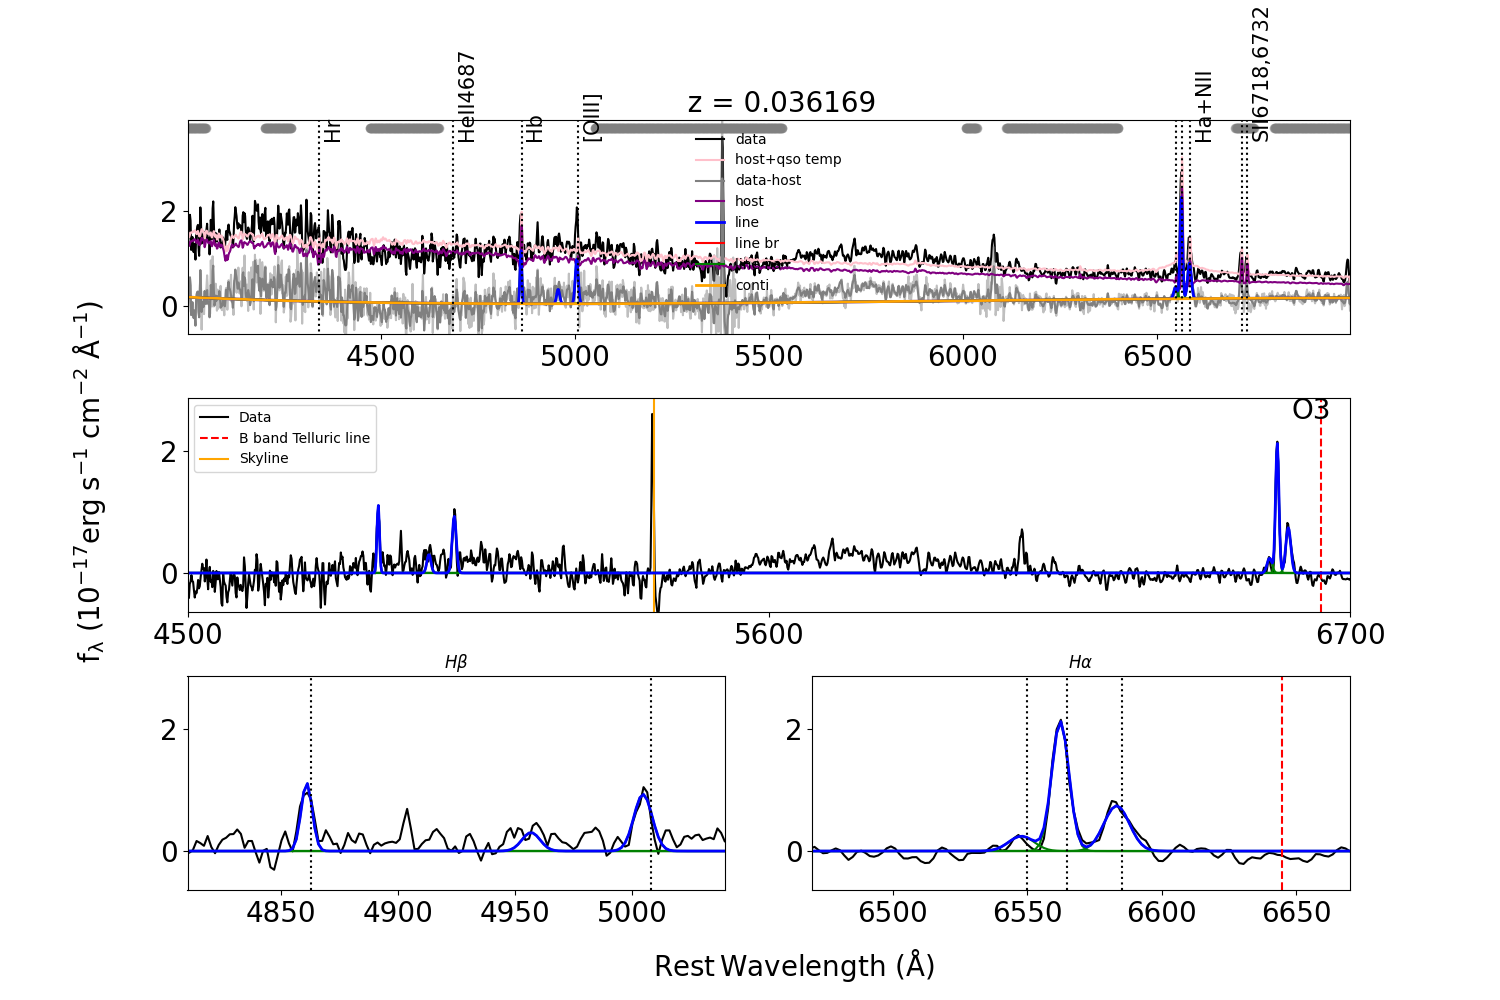 z = 0.036169
Hr
HeII4687
Hb
[OIII]
Ha+NII
SII6718,6732
data
host+qso temp
data-host
host
line
line br
conti
2
0
4500 5000 5500 6000 6500
fλ (10−17erg s−1 cm−2 Å−1)
Data
B band Telluric line
Skyline
O3
2
0
4500 5600 6700
Hβ
2
0
4850 4900 4950 5000
Hα
2
0
6500 6550 6600 6650
Rest Wavelength (Å)